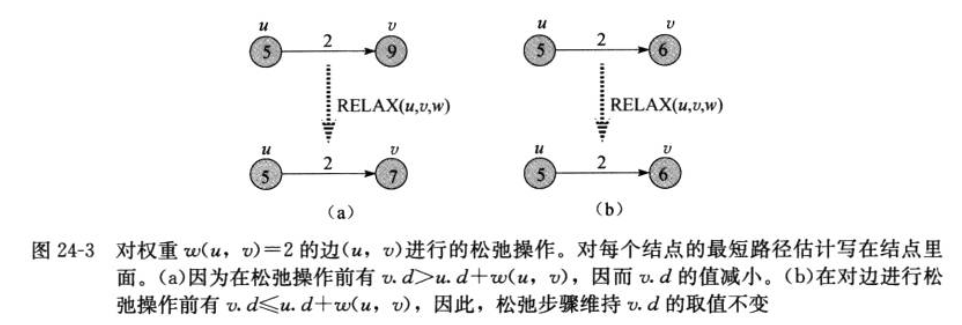 u v u v
5 2 9 5 2 6
RELAX(u,v,w) RELAX(u,v,w)
u v u v
5 2 7 5 2 6
(a) (b)
图 24-3 对权重 w(u, v)=2 的边(u, v)进行的松弛操作。对每个结点的最短路径估计写在结点里
面。(a)因为在松弛操作前有 v.d>u.d+w(u, v)，因而 v.d 的值减小。(b)在对边进行松
弛操作前有 v.d≤u.d+w(u, v)，因此，松弛步骤维持 v.d 的取值不变